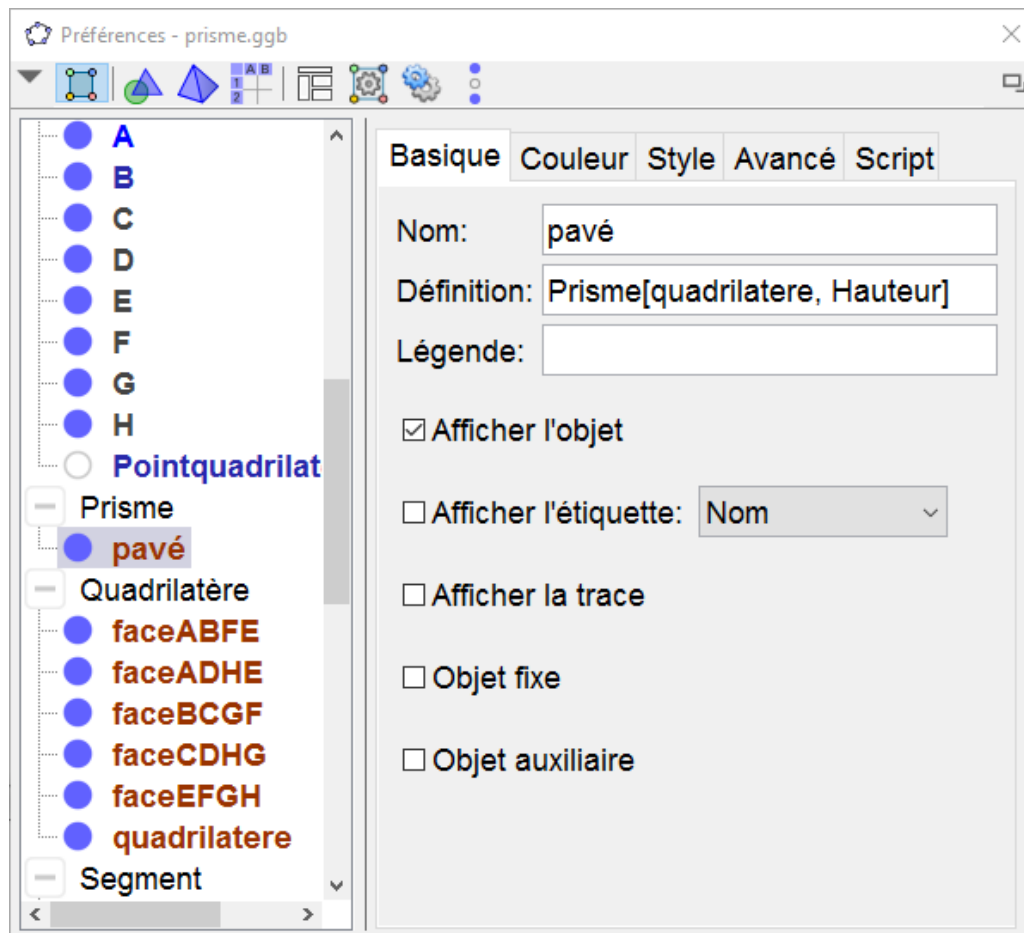 Préférences - prisme.ggb
A B
1
2
A
B
C
D
E
F
G
H
Pointquadrilat
Prisme
pavé
Quadrilatère
faceABFE
faceADHE
faceBCGF
faceCDHG
faceEFGH
quadrilatere
Segment
Basique Couleur Style Avancé Script
Nom: pavé
Définition: Prisme[quadrilatere, Hauteur]
Légende:
Afficher l'objet
Afficher l'étiquette: Nom
Afficher la trace
Objet fixe
Objet auxiliaire